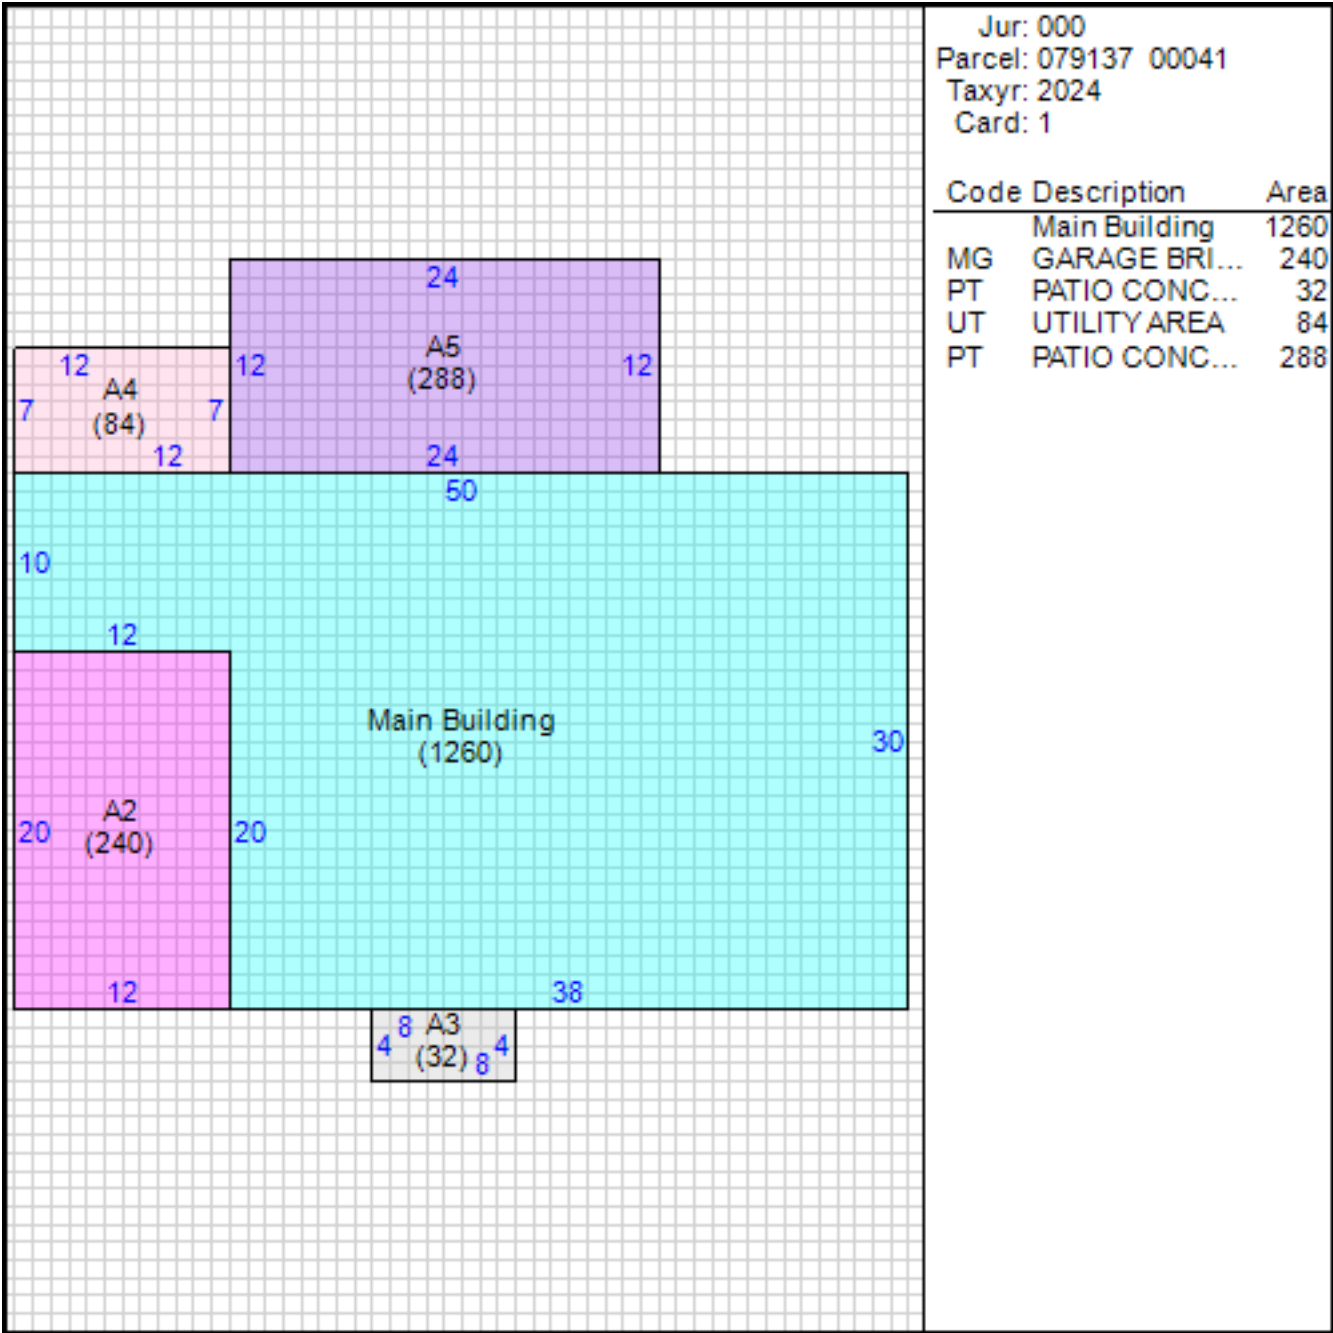 Jur: 000
Parcel: 079137 00041
Taxyr: 2024
Card: 1
Code Description Area
Main Building 1260
MG GARAGE BRI... 240
PT PATIO CONC... 32
UT UTILITY AREA 84
PT PATIO CONC... 288
24
12 A5 12
(288)
24
12
A4
7 (84) 7
12
50
10
12
Main Building
(1260)
30
A2
20 (240) 20
12
38
8 A3
4 (32) 4
8